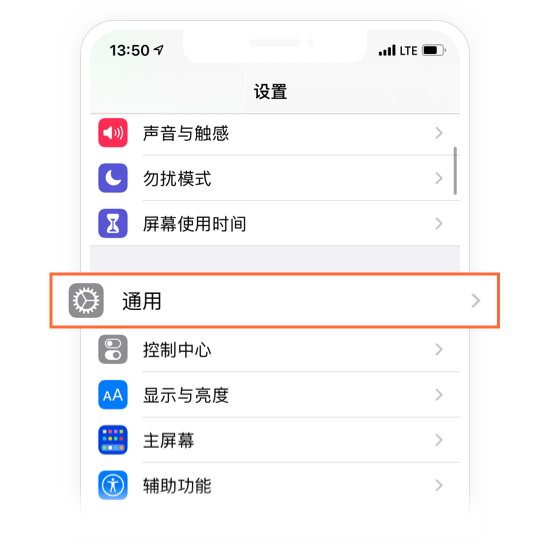 13:50 LTE
设置
声音与触感
勿扰模式
屏幕使用时间
通用
控制中心
AA 显示与亮度
主屏幕
辅助功能